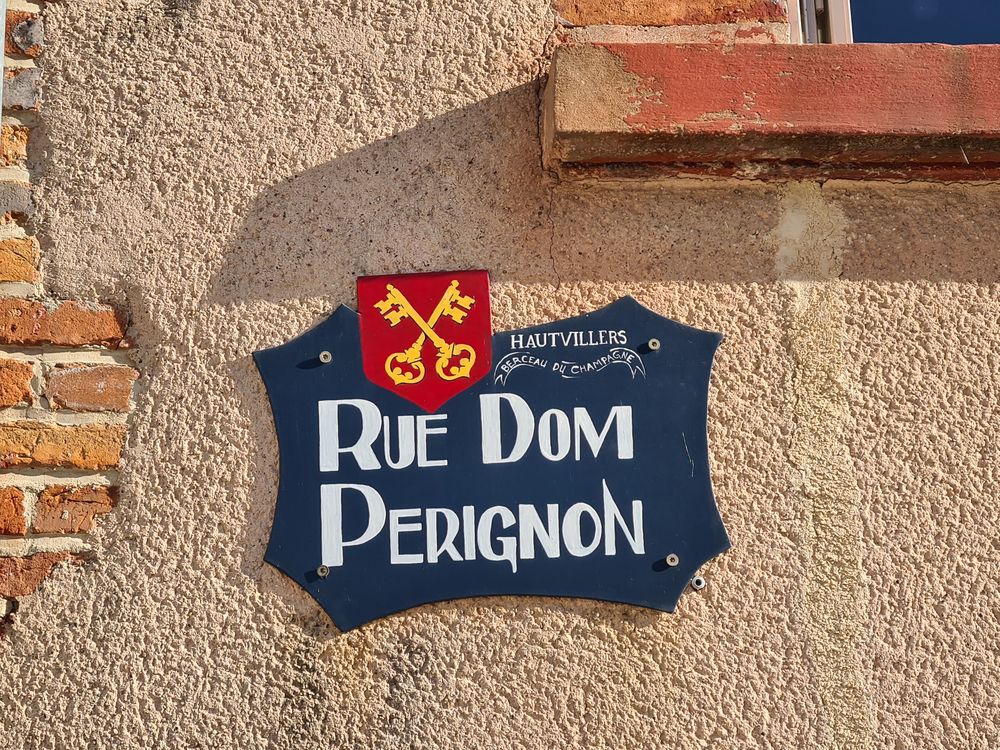 HAUTVILLERS
BERCEAU DU CHAMPAGNE
RUE DOM
PERIGNON